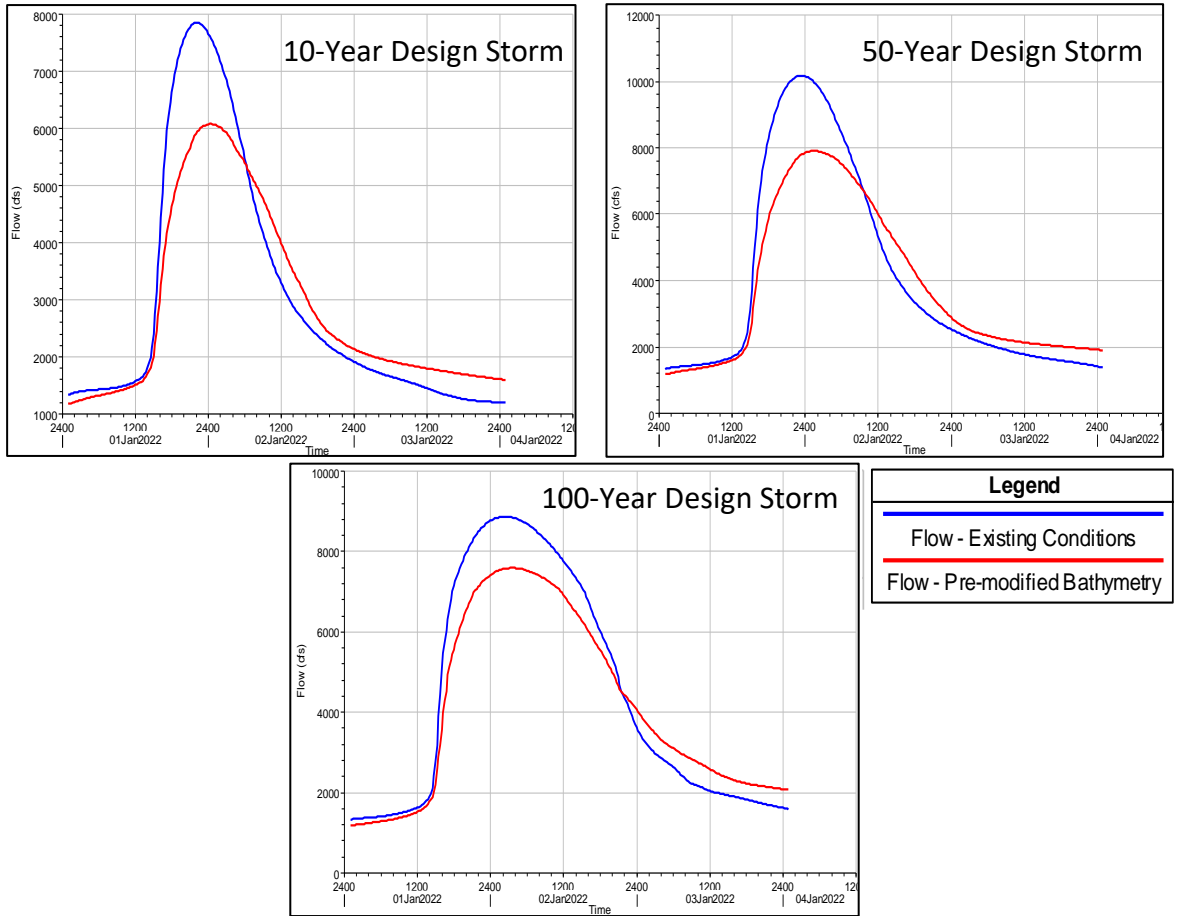 10-Year Design Storm
8000
7000
6000
5000
4000
3000
2000
1000
Flow (cfs)
2400 1200 2400 1200 2400 1200 2400 120
01Jan2022 02Jan2022 03Jan2022 04Jan2022
Time
50-Year Design Storm
12000
10000
8000
6000
4000
2000
0
Flow (cfs)
2400 1200 2400 1200 2400 1200 2400 1
01Jan2022 02Jan2022 03Jan2022 04Jan2022
Time
100-Year Design Storm
10000
8000
6000
4000
2000
0
Flow (cfs)
2400 1200 2400 1200 2400 1200 2400 120
01Jan2022 02Jan2022 03Jan2022 04Jan2022
Time
Legend
Flow - Existing Conditions
Flow - Pre-modified Bathymetry